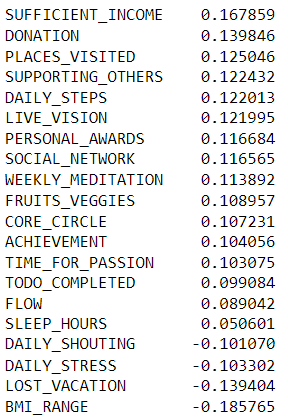 SUFFICIENT_INCOME 0.167859
DONATION 0.139846
PLACES_VISITED 0.125046
SUPPORTING_OTHERS 0.122432
DAILY_STEPS 0.122013
LIVE_VISION 0.121995
PERSONAL_AWARDS 0.116684
SOCIAL_NETWORK 0.116565
WEEKLY_MEDITATION 0.113892
FRUITS_VEGGIES 0.108957
CORE_CIRCLE 0.107231
ACHIEVEMENT 0.104056
TIME_FOR_PASSION 0.103075
TODO_COMPLETED 0.099084
FLOW 0.089042
SLEEP_HOURS 0.050601
DAILY_SHOUTING -0.101070
DAILY_STRESS -0.103302
LOST_VACATION -0.139404
BMI_RANGE -0.185765